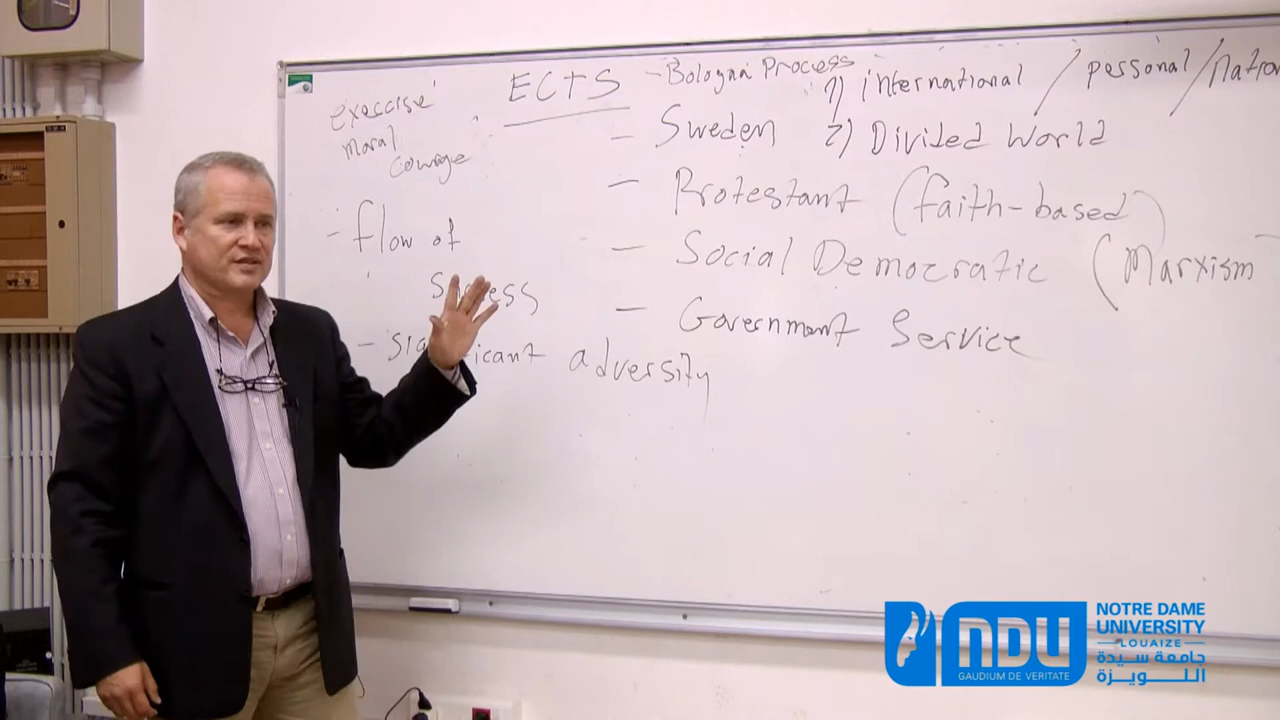 exercise
moral
courage
- flow of
success
- significant adversity
ECTS
- Bologna Process
- Sweden
- Protestant (faith-based)
- Social Democratic (Marxism
- Government Service
1) international / personal / nation
2) Divided World
NDU
GAUDIUM DE VERITATE
NOTRE DAME
UNIVERSITY
LOUAIZE
جامعة سيدة
اللويزة